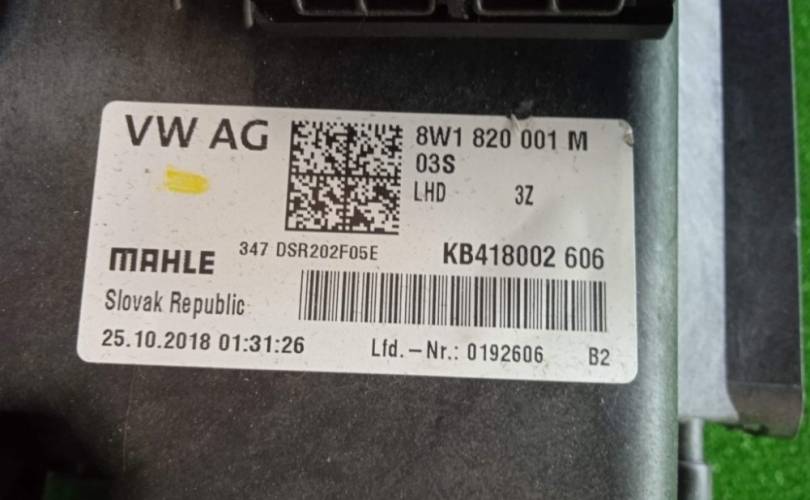 VW AG
8W1 820 001 M
03S
LHD 3Z
347 DSR202F05E
KB418002 606
MAHLE
Slovak Republic
25.10.2018 01:31:26
Lfd.-Nr.: 0192606 B2